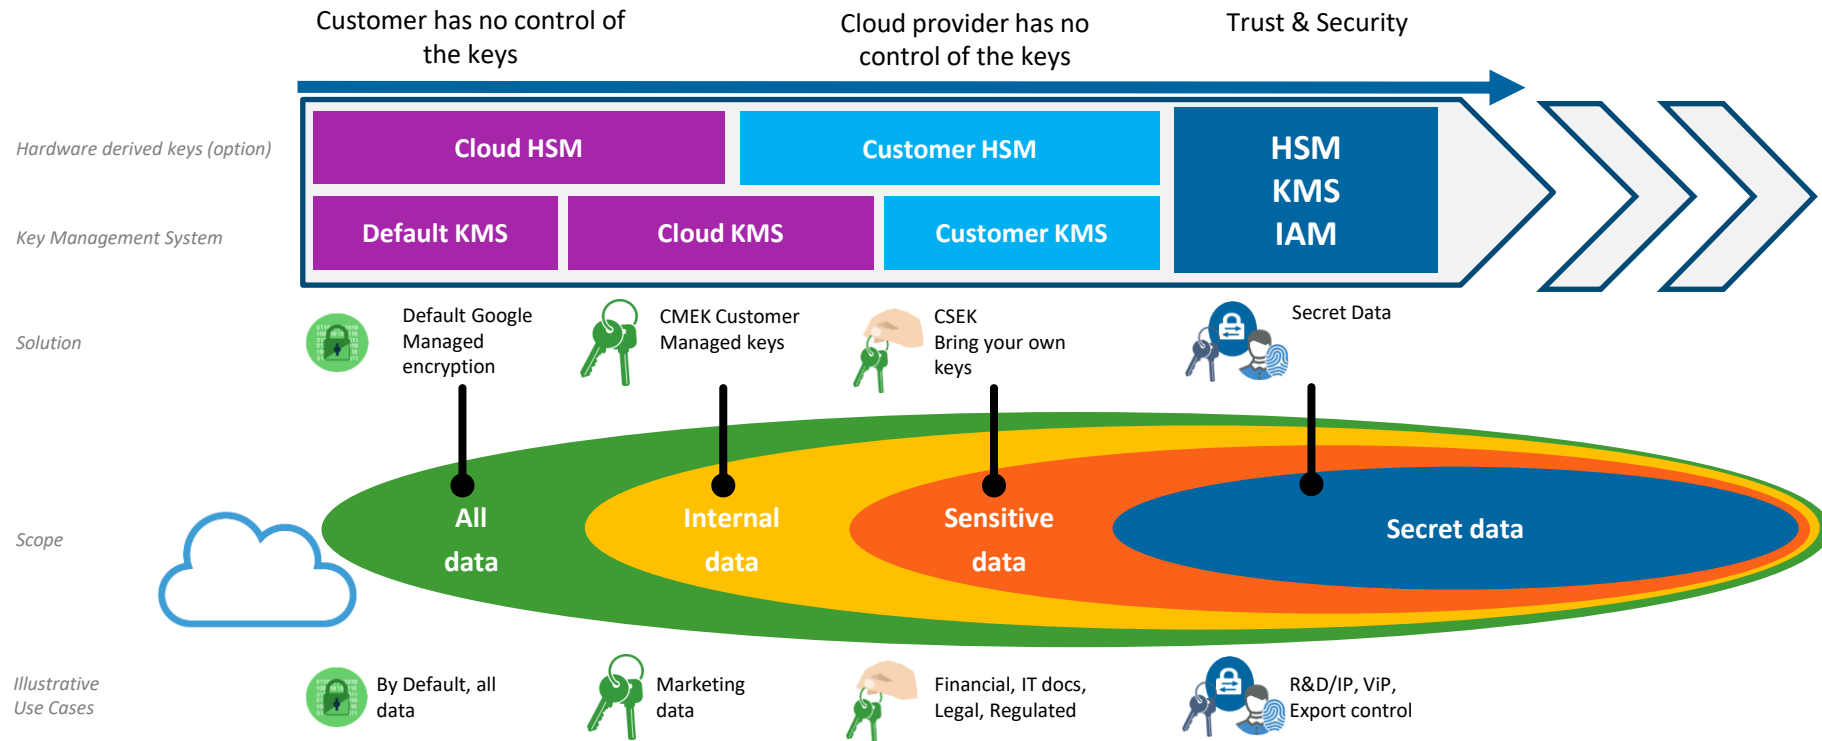 Customer has no control of
the keys
Cloud provider has no
control of the keys
Trust & Security
Hardware derived keys (option)
Cloud HSM
Customer HSM
HSM
KMS
IAM
Key Management System
Default KMS
Cloud KMS
Customer KMS
Solution
Default Google
Managed
encryption
CMEK Customer
Managed keys
CSEK
Bring your own
keys
Secret Data
Scope
All
data
Internal
data
Sensitive
data
Secret data
Illustrative
Use Cases
By Default, all
data
Marketing
data
Financial, IT docs,
Legal, Regulated
R&D/IP, ViP,
Export control